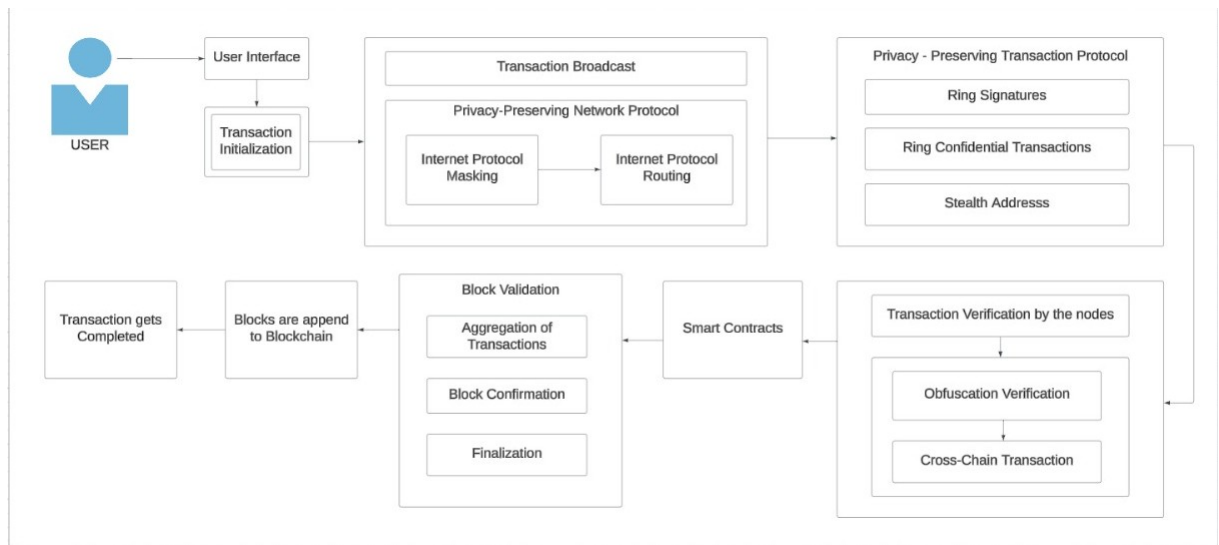 USER
User Interface
Transaction
Initialization
Transaction Broadcast
Privacy-Preserving Network Protocol
Internet Protocol
Masking
Internet Protocol
Routing
Privacy - Preserving Transaction Protocol
Ring Signatures
Ring Confidential Transactions
Stealth Addresss
Transaction Verification by the nodes
Obfuscation Verification
Cross-Chain Transaction
Smart Contracts
Block Validation
Aggregation of
Transactions
Block Confirmation
Finalization
Blocks are append
to Blockchain
Transaction gets
Completed